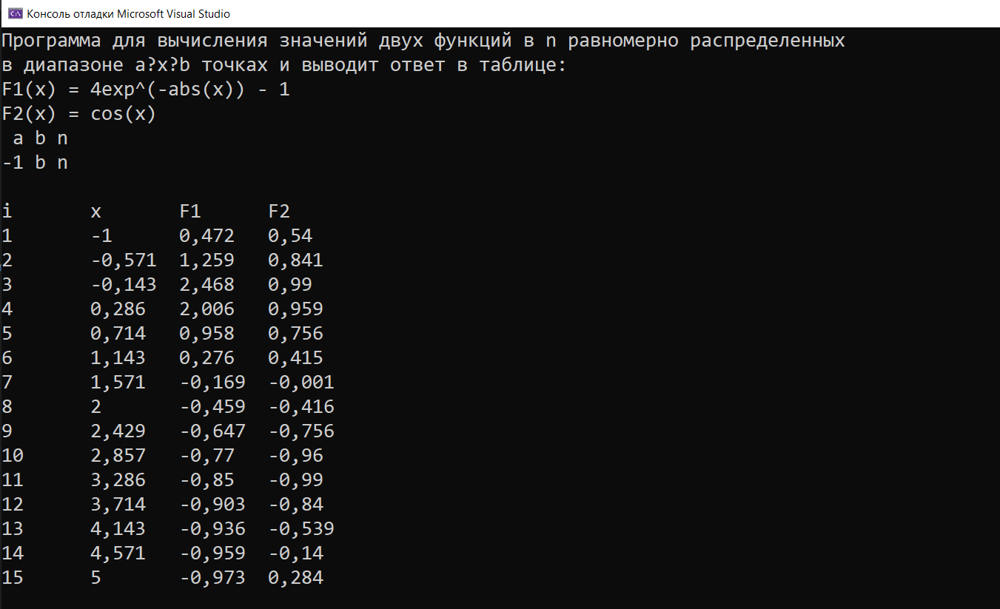 Консоль отладки Microsoft Visual Studio
Программа для вычисления значений двух функций в n равномерно распределенных
в диапазоне a?x?b точках и выводит ответ в таблице:
F1(x) = 4exp^(-abs(x)) - 1
F2(x) = cos(x)
a b n
-1 b n
i x F1 F2
1 -1 0,472 0,54
2 -0,571 1,259 0,841
3 -0,143 2,468 0,99
4 0,286 2,006 0,959
5 0,714 0,958 0,756
6 1,143 0,276 0,415
7 1,571 -0,169 -0,001
8 2 -0,459 -0,416
9 2,429 -0,647 -0,756
10 2,857 -0,77 -0,96
11 3,286 -0,85 -0,99
12 3,714 -0,903 -0,84
13 4,143 -0,936 -0,539
14 4,571 -0,959 -0,14
15 5 -0,973 0,284